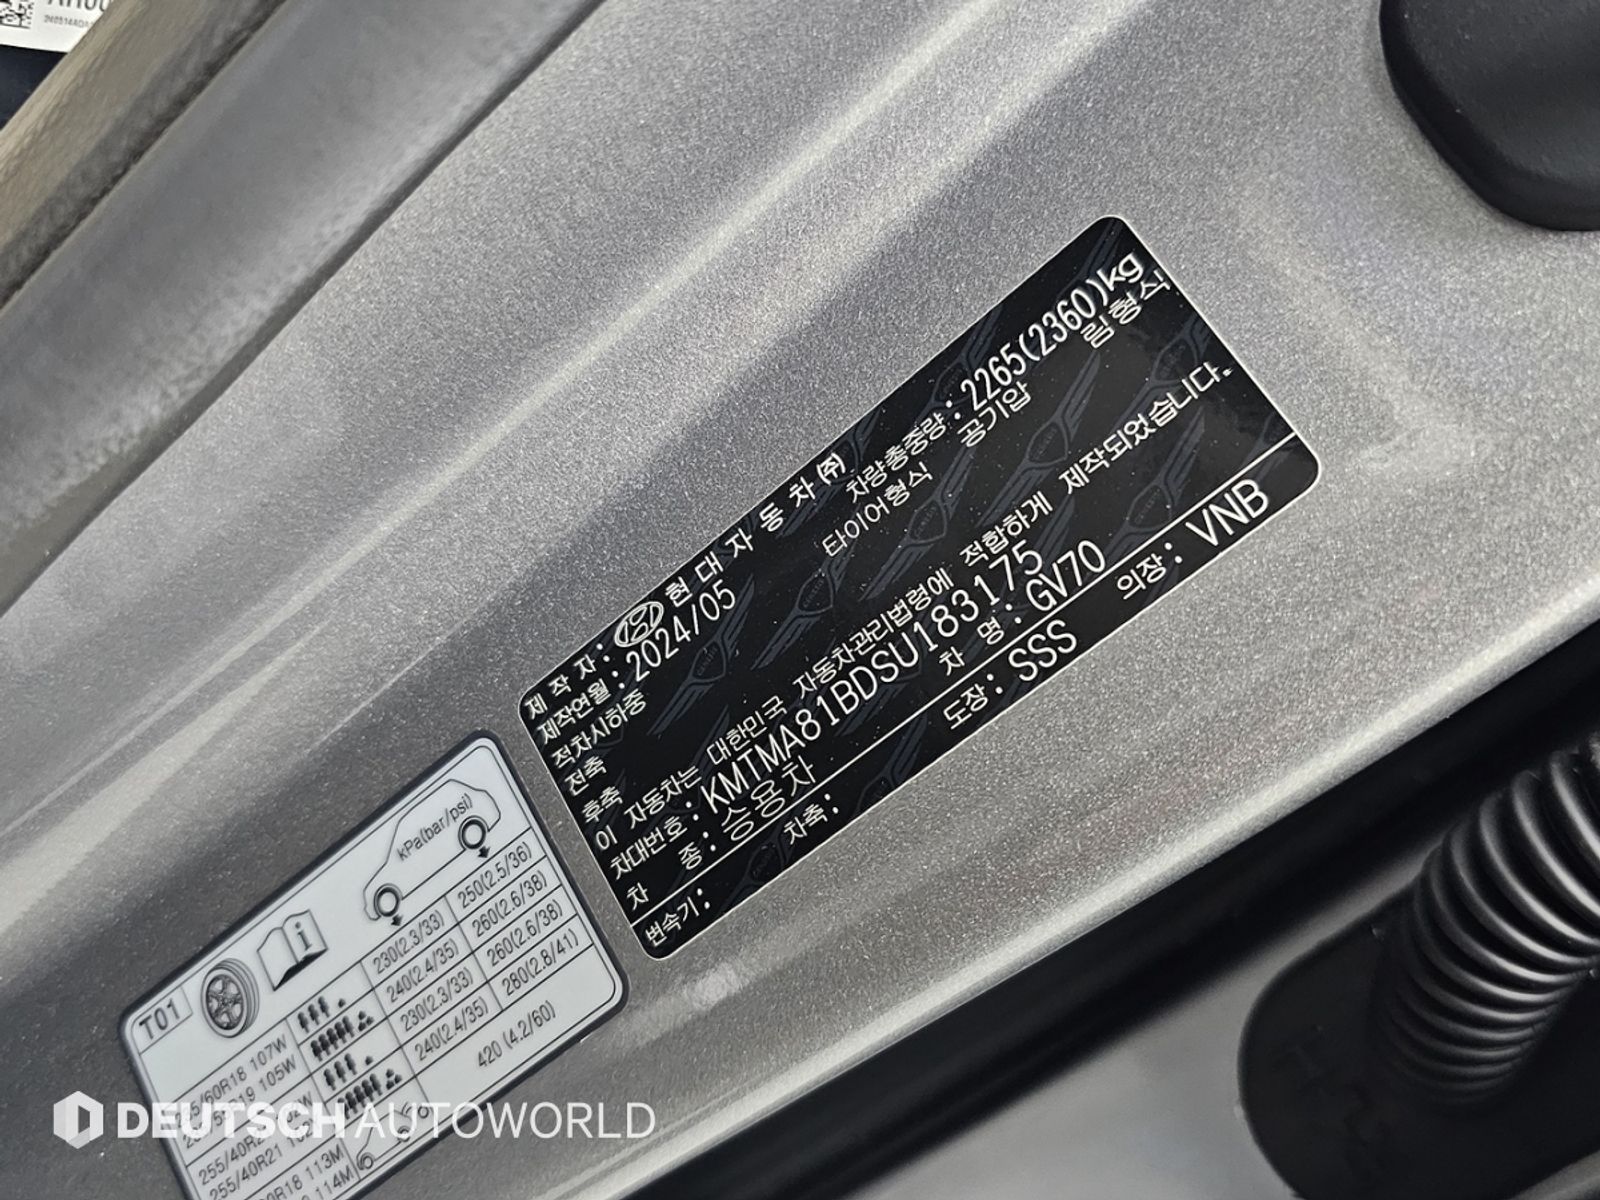 제 작 자 : 현 대 자 동 차 ㈜
제작연월 : 2024/05 차량총중량 : 2265(2360)kg
적차시하중 타이어형식 공기압 림형식
전축
후축
이 자동차는 대한민국 자동차관리법령에 적합하게 제작되었습니다.
차대번호 : KMTMA81BDSU183175
차 종 : 승용차 차 명 : GV70
변속기 : 차축 : 도장 : SSS 의장 : VNB
T01
kPa(bar/psi)
/60R18 107W 230(2.3/33) 250(2.5/36)
240(2.4/35) 260(2.6/38)
R19 105W 230(2.3/33) 260(2.6/38)
255/40R21 240(2.4/35) 280(2.8/41)
255/40R21
R18 113M 420 (4.2/60)
114M
DEUTSCH AUTOWORLD